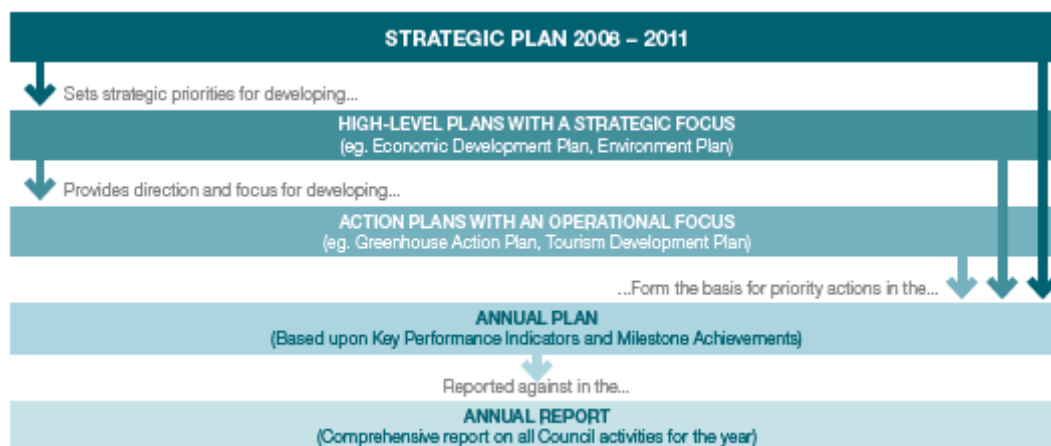 STRATEGIC PLAN 2008 – 2011
Sets strategic priorities for developing...
HIGH-LEVEL PLANS WITH A STRATEGIC FOCUS
(eg. Economic Development Plan, Environment Plan)
Provides direction and focus for developing...
ACTION PLANS WITH AN OPERATIONAL FOCUS
(eg. Greenhouse Action Plan, Tourism Development Plan)
...Form the basis for priority actions in the...
ANNUAL PLAN
(Based upon Key Performance Indicators and Milestone Achievements)
Reported against in the...
ANNUAL REPORT
(Comprehensive report on all Council activities for the year)